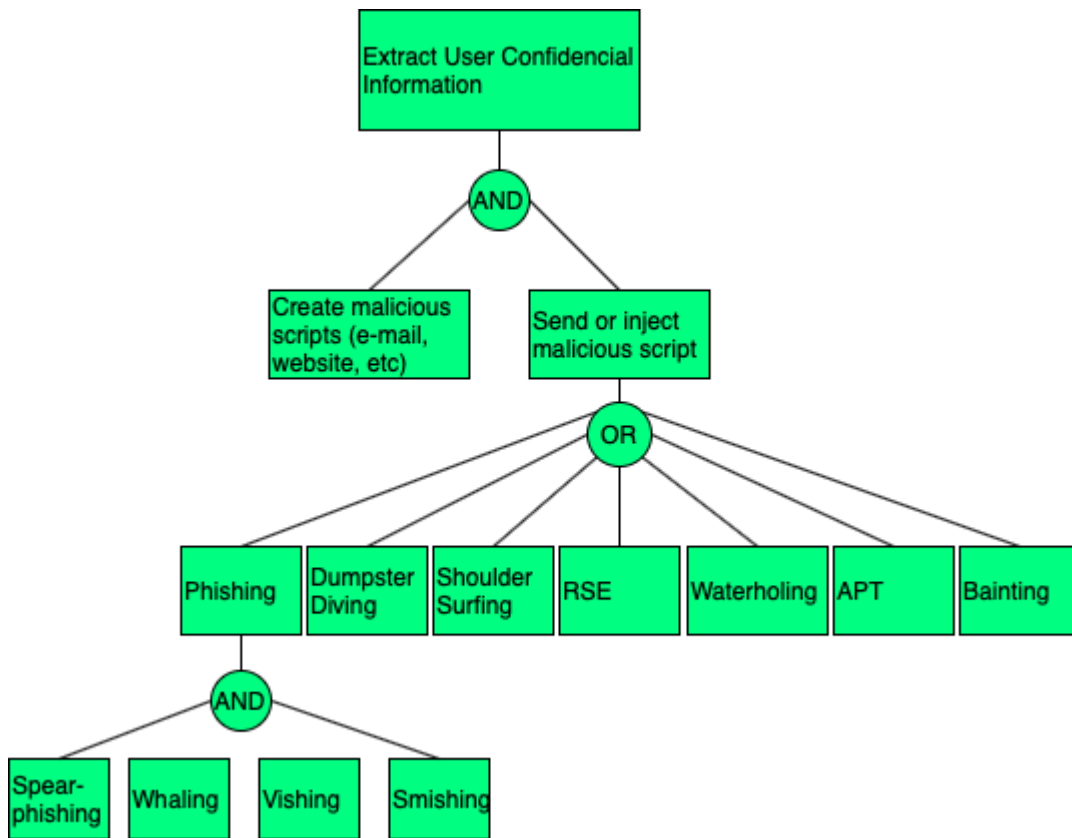 Extract User Confidencial
Information
AND
Create malicious
scripts (e-mail,
website, etc)
Send or inject
malicious script
OR
Phishing
Dumpster
Diving
Shoulder
Surfing
RSE
Waterholing
APT
Bainting
AND
Spear-
phishing
Whaling
Vishing
Smishing